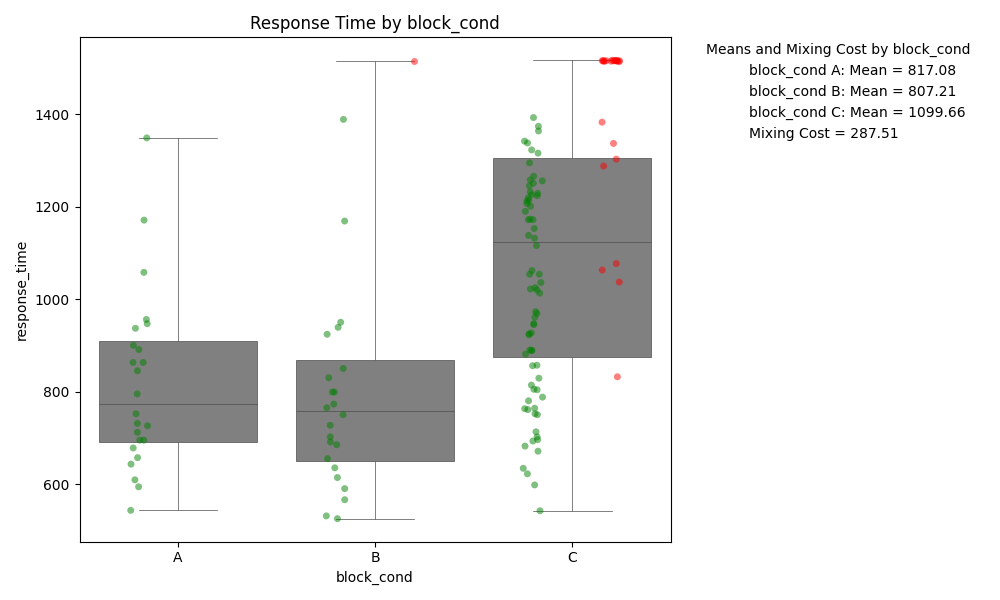 Response Time by block_cond
Means and Mixing Cost by block_cond
block_cond A: Mean = 817.08
block_cond B: Mean = 807.21
block_cond C: Mean = 1099.66
Mixing Cost = 287.51
response_time
1400
1200
1000
800
600
A
B
C
block_cond